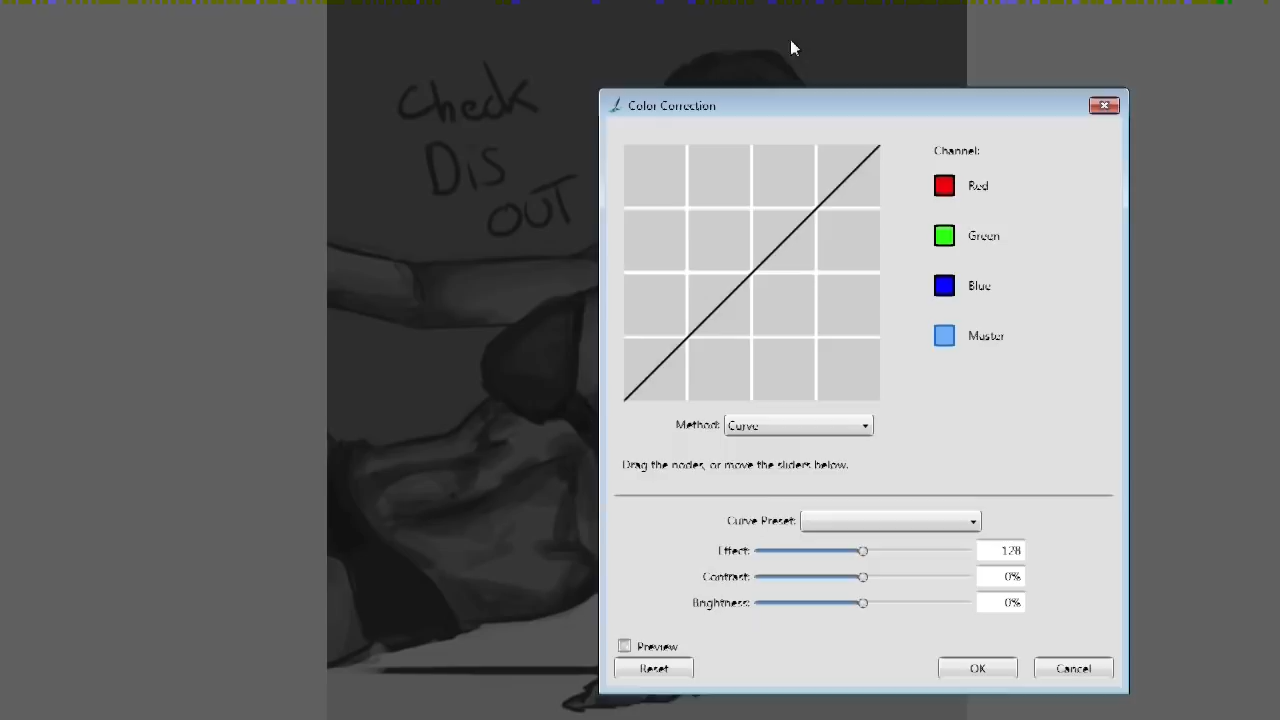 Check
Dis
OUT
Color Correction
Channel:
Red
Green
Blue
Master
Method: Curve
Drag the nodes, or move the sliders below.
Curve Preset:
Effect: 128
Contrast: 0%
Brightness: 0%
Preview
Reset OK Cancel